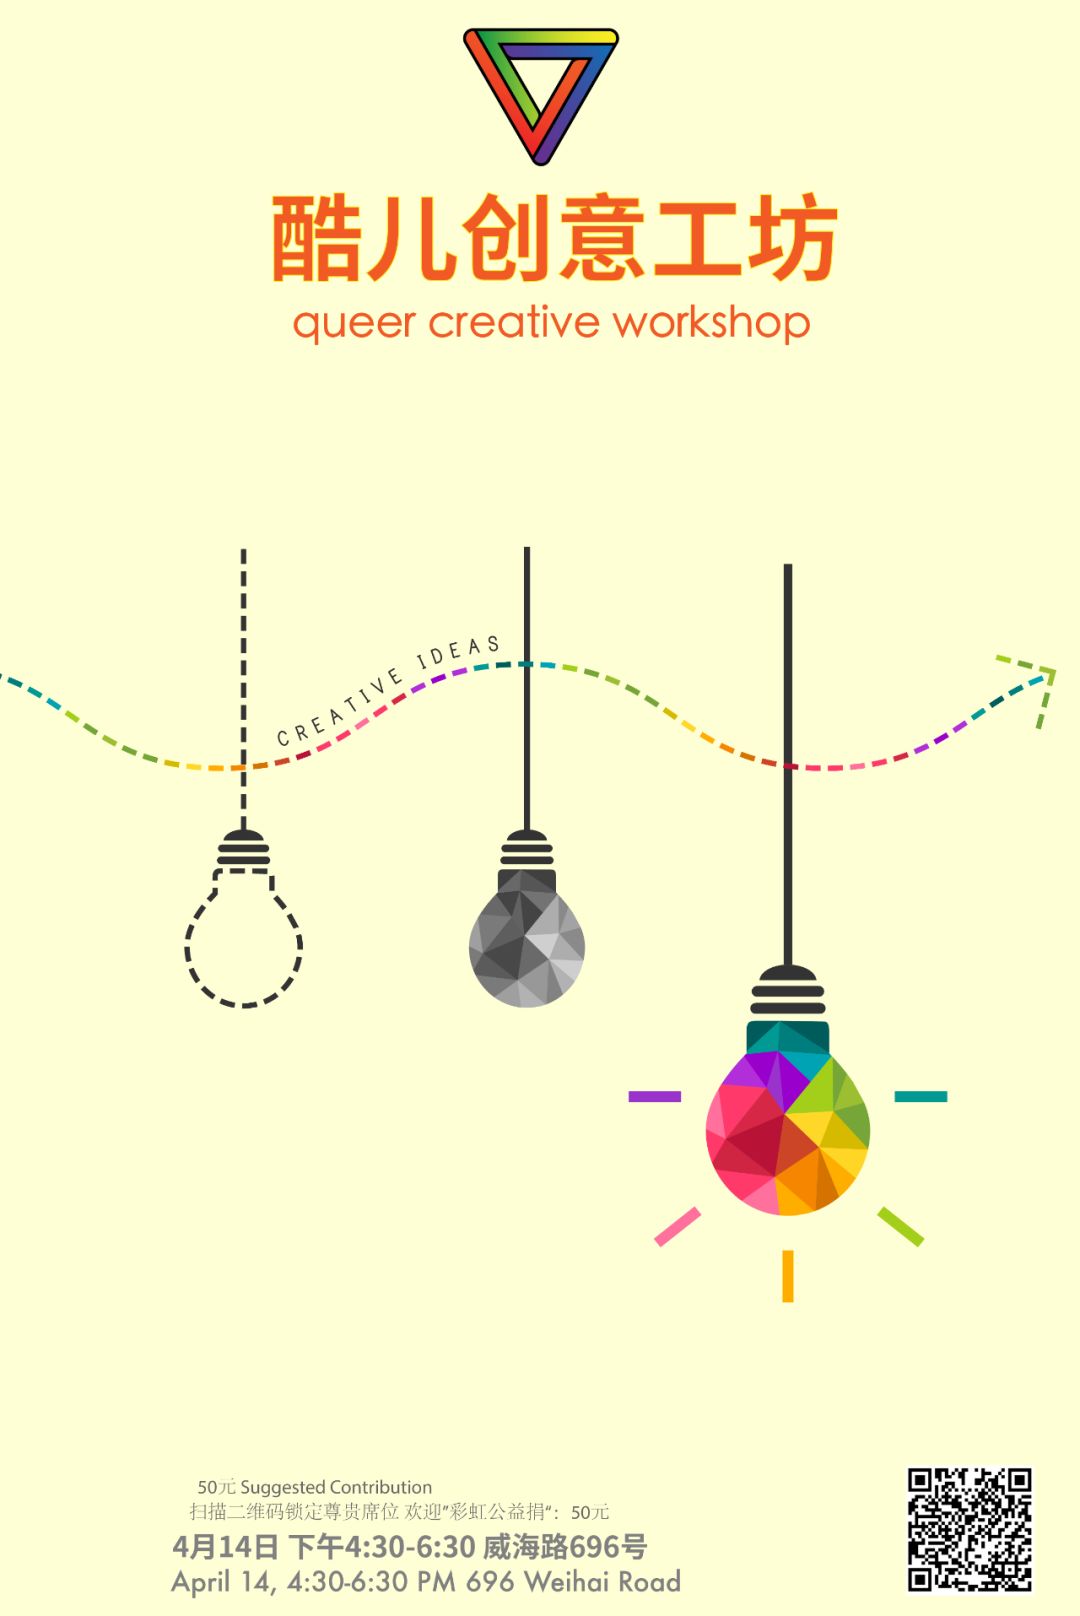 酷儿创意工坊
queer creative workshop
CREATIVE IDEAS
50元 Suggested Contribution
扫描二维码锁定尊贵席位 欢迎”彩虹公益捐“：50元
4月14日 下午4:30-6:30 威海路696号
April 14, 4:30-6:30 PM 696 Weihai Road